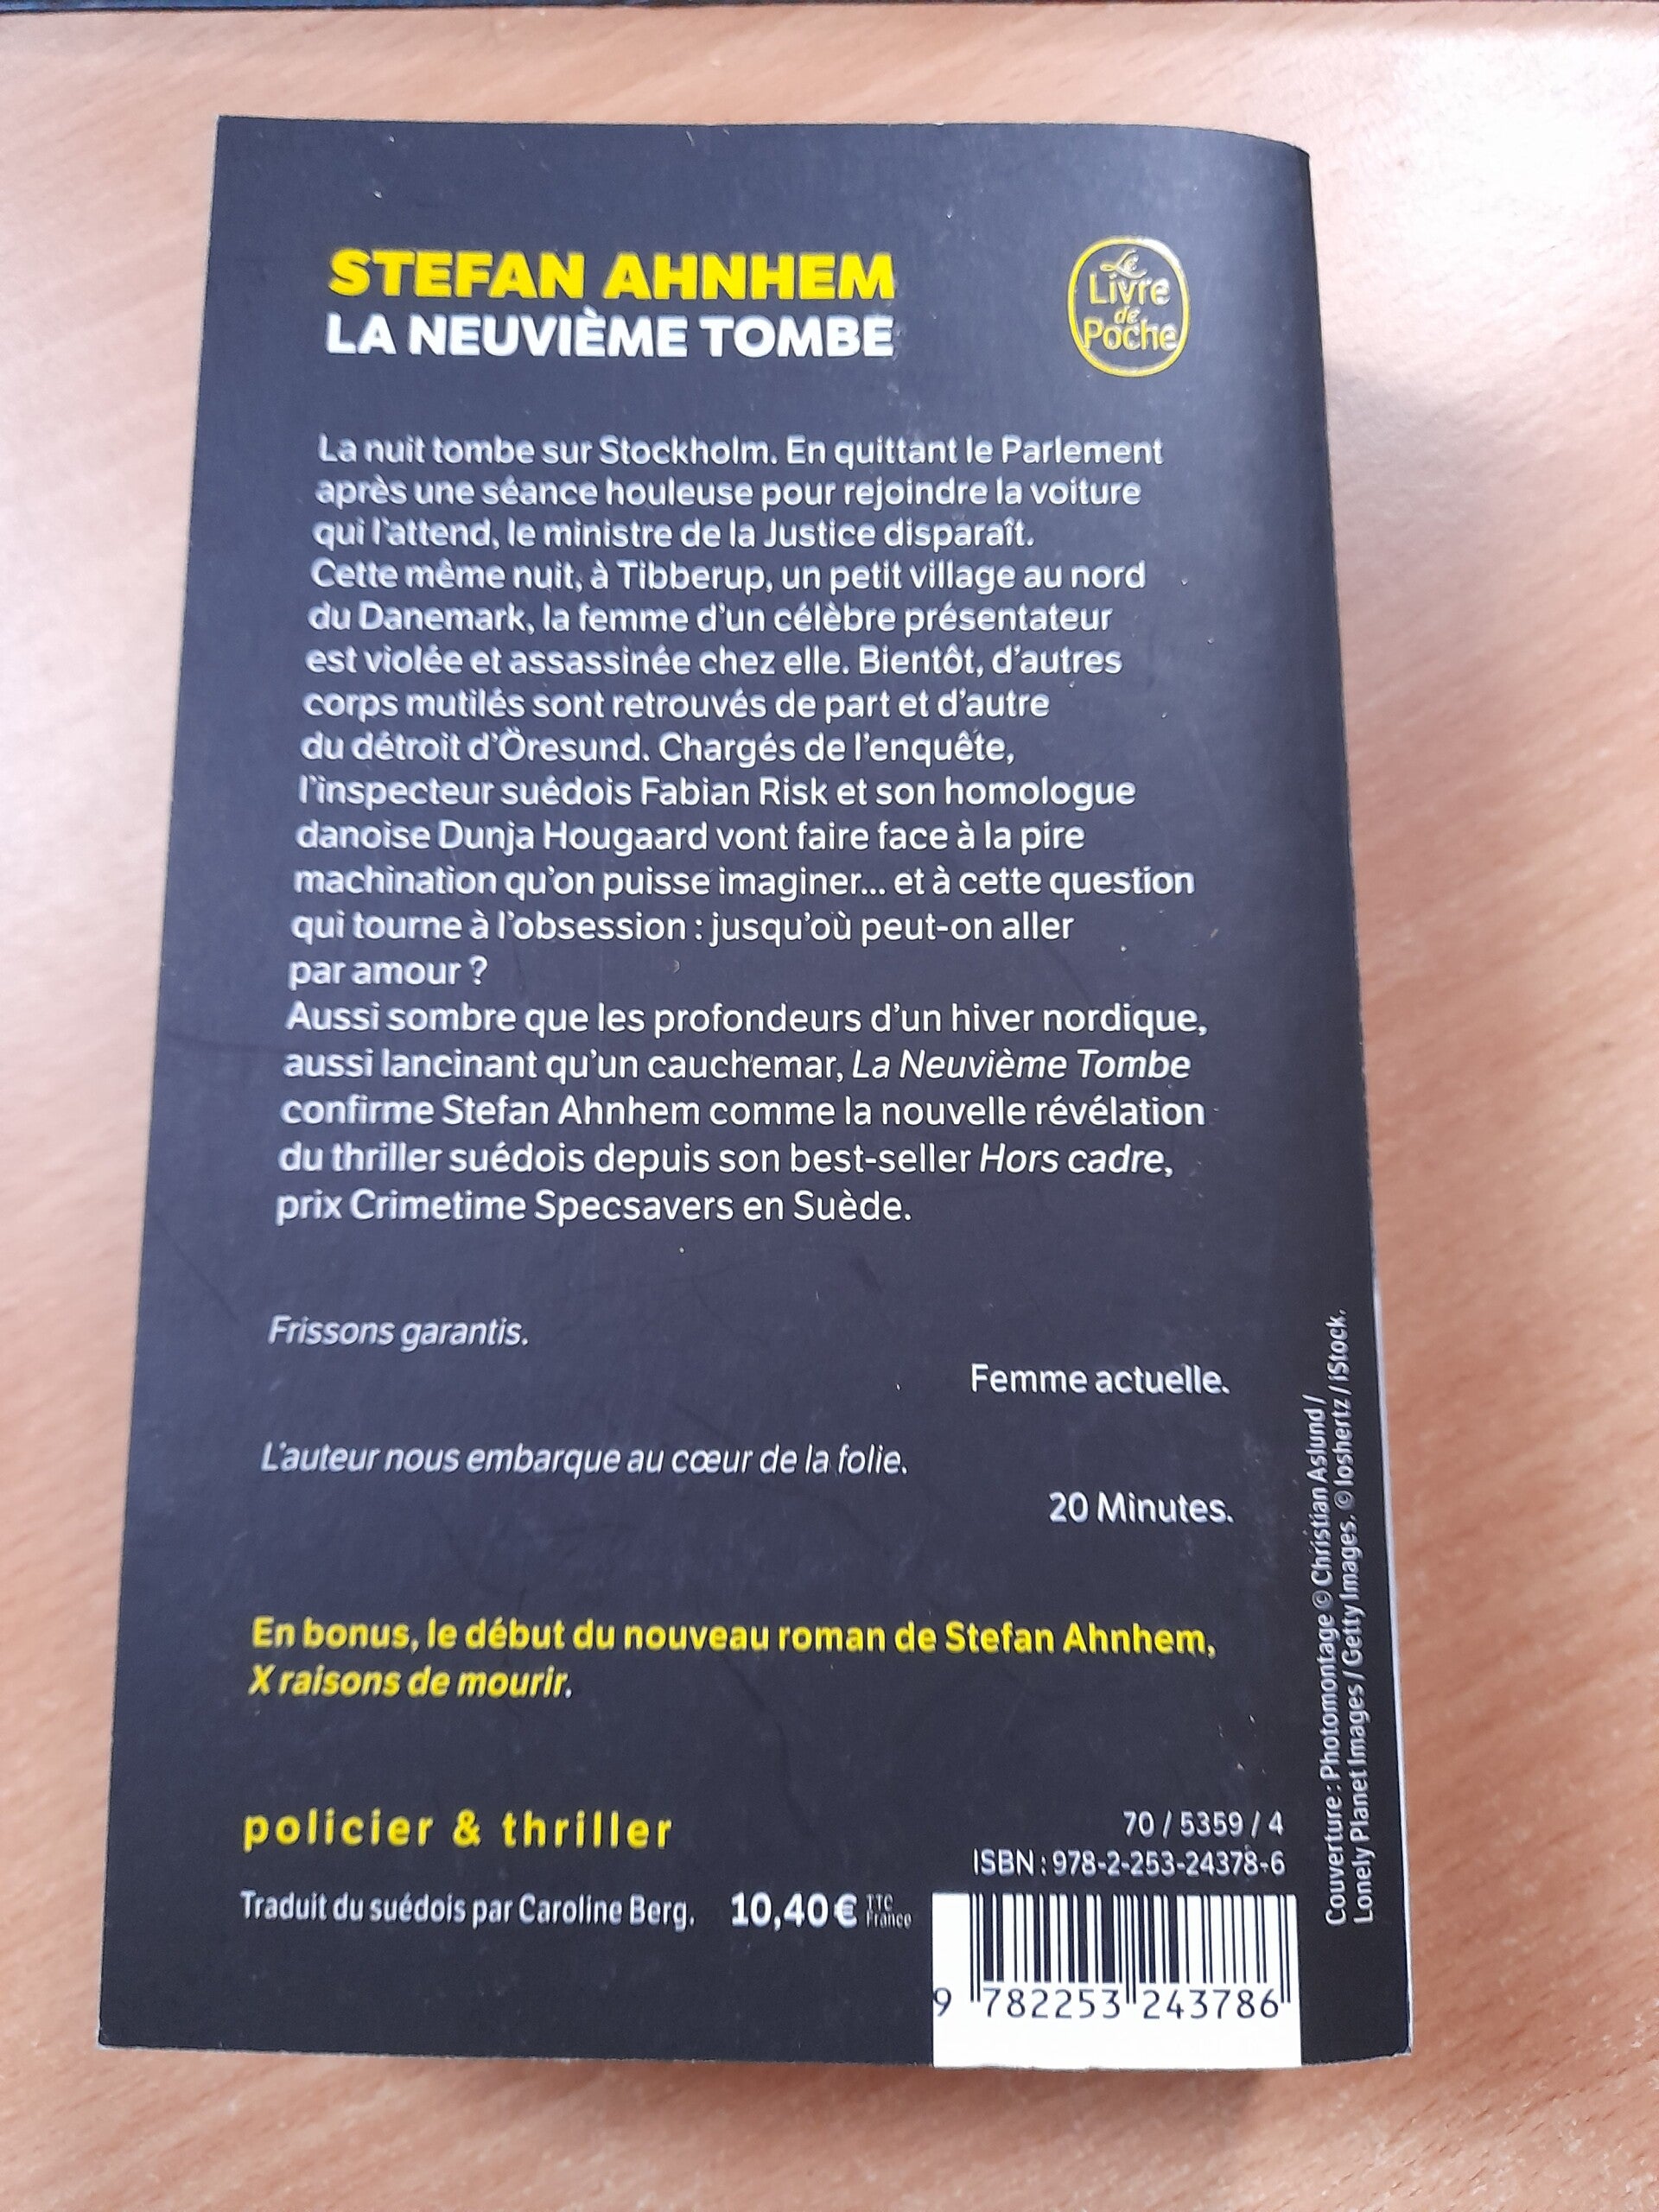 STEFAN AHNHEM
LA NEUVIÈME TOMBE
Le
Livre
de
Poche
La nuit tombe sur Stockholm. En quittant le Parlement
après une séance houleuse pour rejoindre la voiture
qui l'attend, le ministre de la Justice disparaît.
Cette même nuit, à Tibberup, un petit village au nord
du Danemark, la femme d'un célèbre présentateur
est violée et assassinée chez elle. Bientôt, d'autres
corps mutilés sont retrouvés de part et d'autre
du détroit d'Öresund. Chargés de l'enquête,
l'inspecteur suédois Fabian Risk et son homologue
danoise Dunja Hougaard vont faire face à la pire
machination qu'on puisse imaginer... et à cette question
qui tourne à l'obsession : jusqu'où peut-on aller
par amour ?
Aussi sombre que les profondeurs d'un hiver nordique,
aussi lancinant qu'un cauchemar, La Neuvième Tombe
confirme Stefan Ahnhem comme la nouvelle révélation
du thriller suédois depuis son best-seller Hors cadre,
prix Crimetime Specsavers en Suède.
Frissons garantis.
Femme actuelle.
L'auteur nous embarque au cœur de la folie.
20 Minutes.
En bonus, le début du nouveau roman de Stefan Ahnhem,
X raisons de mourir.
policier & thriller
Traduit du suédois par Caroline Berg. 10,40 € TTC France
70 / 5359 / 4
ISBN : 978-2-253-24378-6
9 782253 243786
Couverture : Photomontage © Christian Aslund /
Lonely Planet Images / Getty Images. © loshertz / iStock.